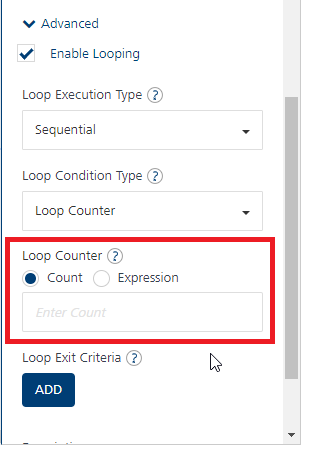 Advanced
Enable Looping
Loop Execution Type ?
Sequential
Loop Condition Type ?
Loop Counter
Loop Counter ?
Count Expression
Enter Count
Loop Exit Criteria ?
ADD